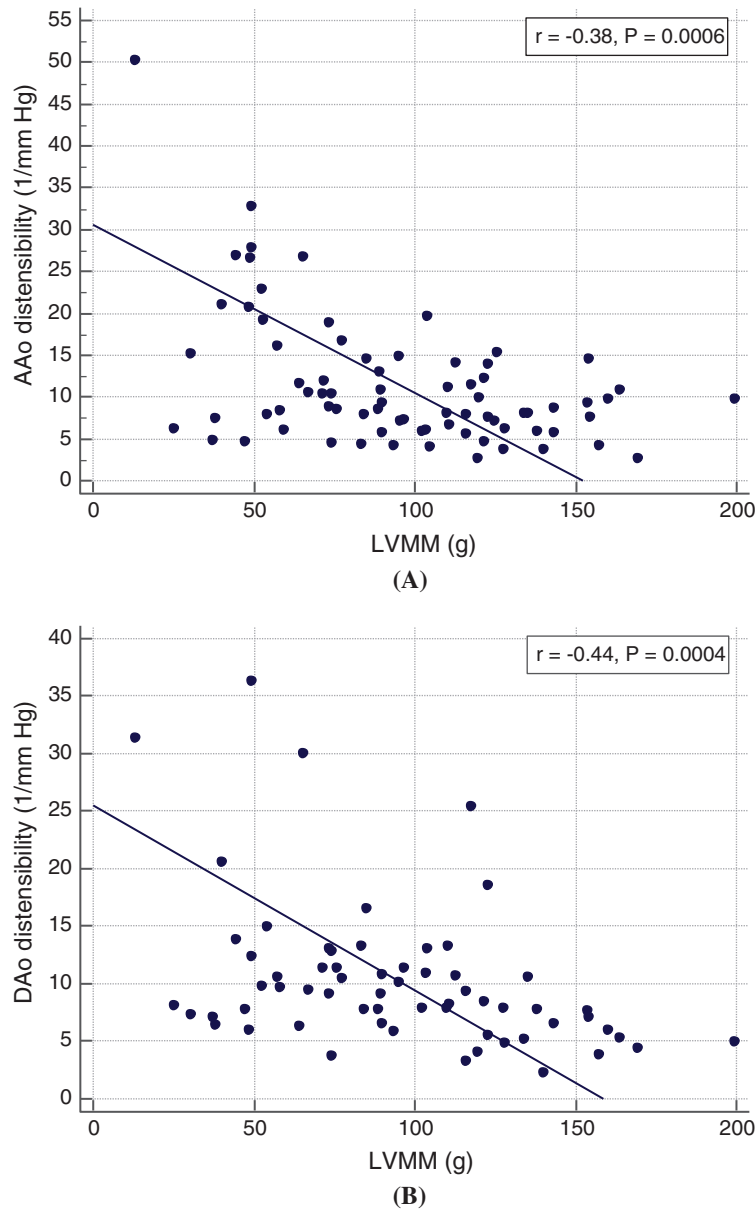 r = -0.38, P = 0.0006
AAo distensibility (1/mm Hg)
55
50
45
40
35
30
25
20
15
10
5
0
0 50 100 150 200
LVMM (g)
(A)
r = -0.44, P = 0.0004
DAo distensibility (1/mm Hg)
40
35
30
25
20
15
10
5
0
0 50 100 150 200
LVMM (g)
(B)